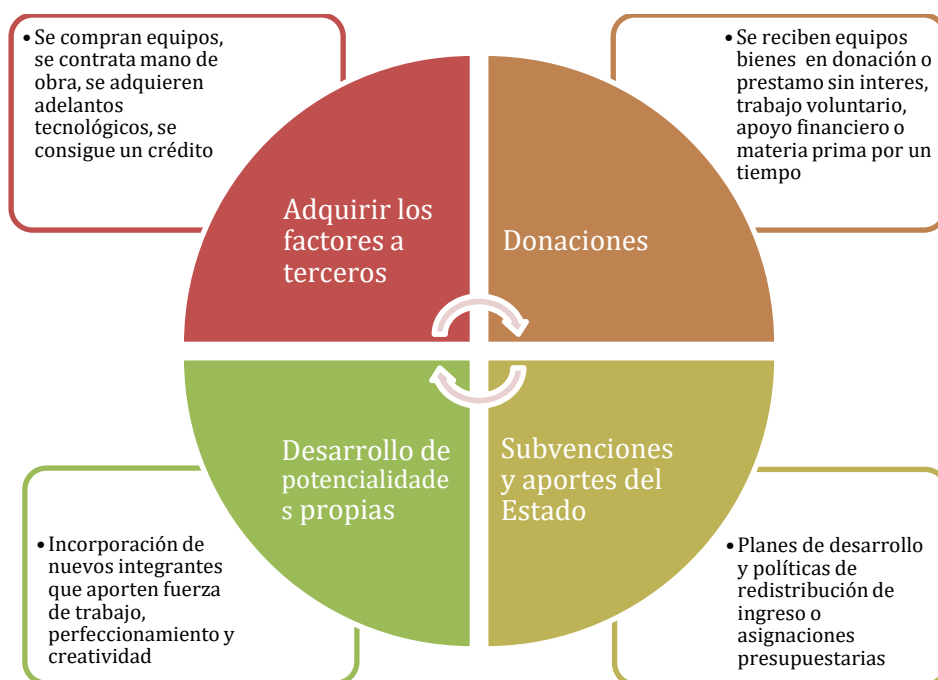 • Se compran equipos,
se contrata mano de
obra, se adquieren
adelantos
tecnológicos, se
consigue un crédito
• Se reciben equipos
bienes en donación o
prestamo sin interes,
trabajo voluntario,
apoyo financiero o
materia prima por un
tiempo
Adquirir los
factores a
terceros
Donaciones
Desarrollo de
potencialidade
s propias
Subvenciones
y aportes del
Estado
• Incorporación de
nuevos integrantes
que aporten fuerza
de trabajo,
perfeccionamiento y
creatividad
• Planes de desarrollo
y políticas de
redistribución de
ingreso o
asignaciones
presupuestarias